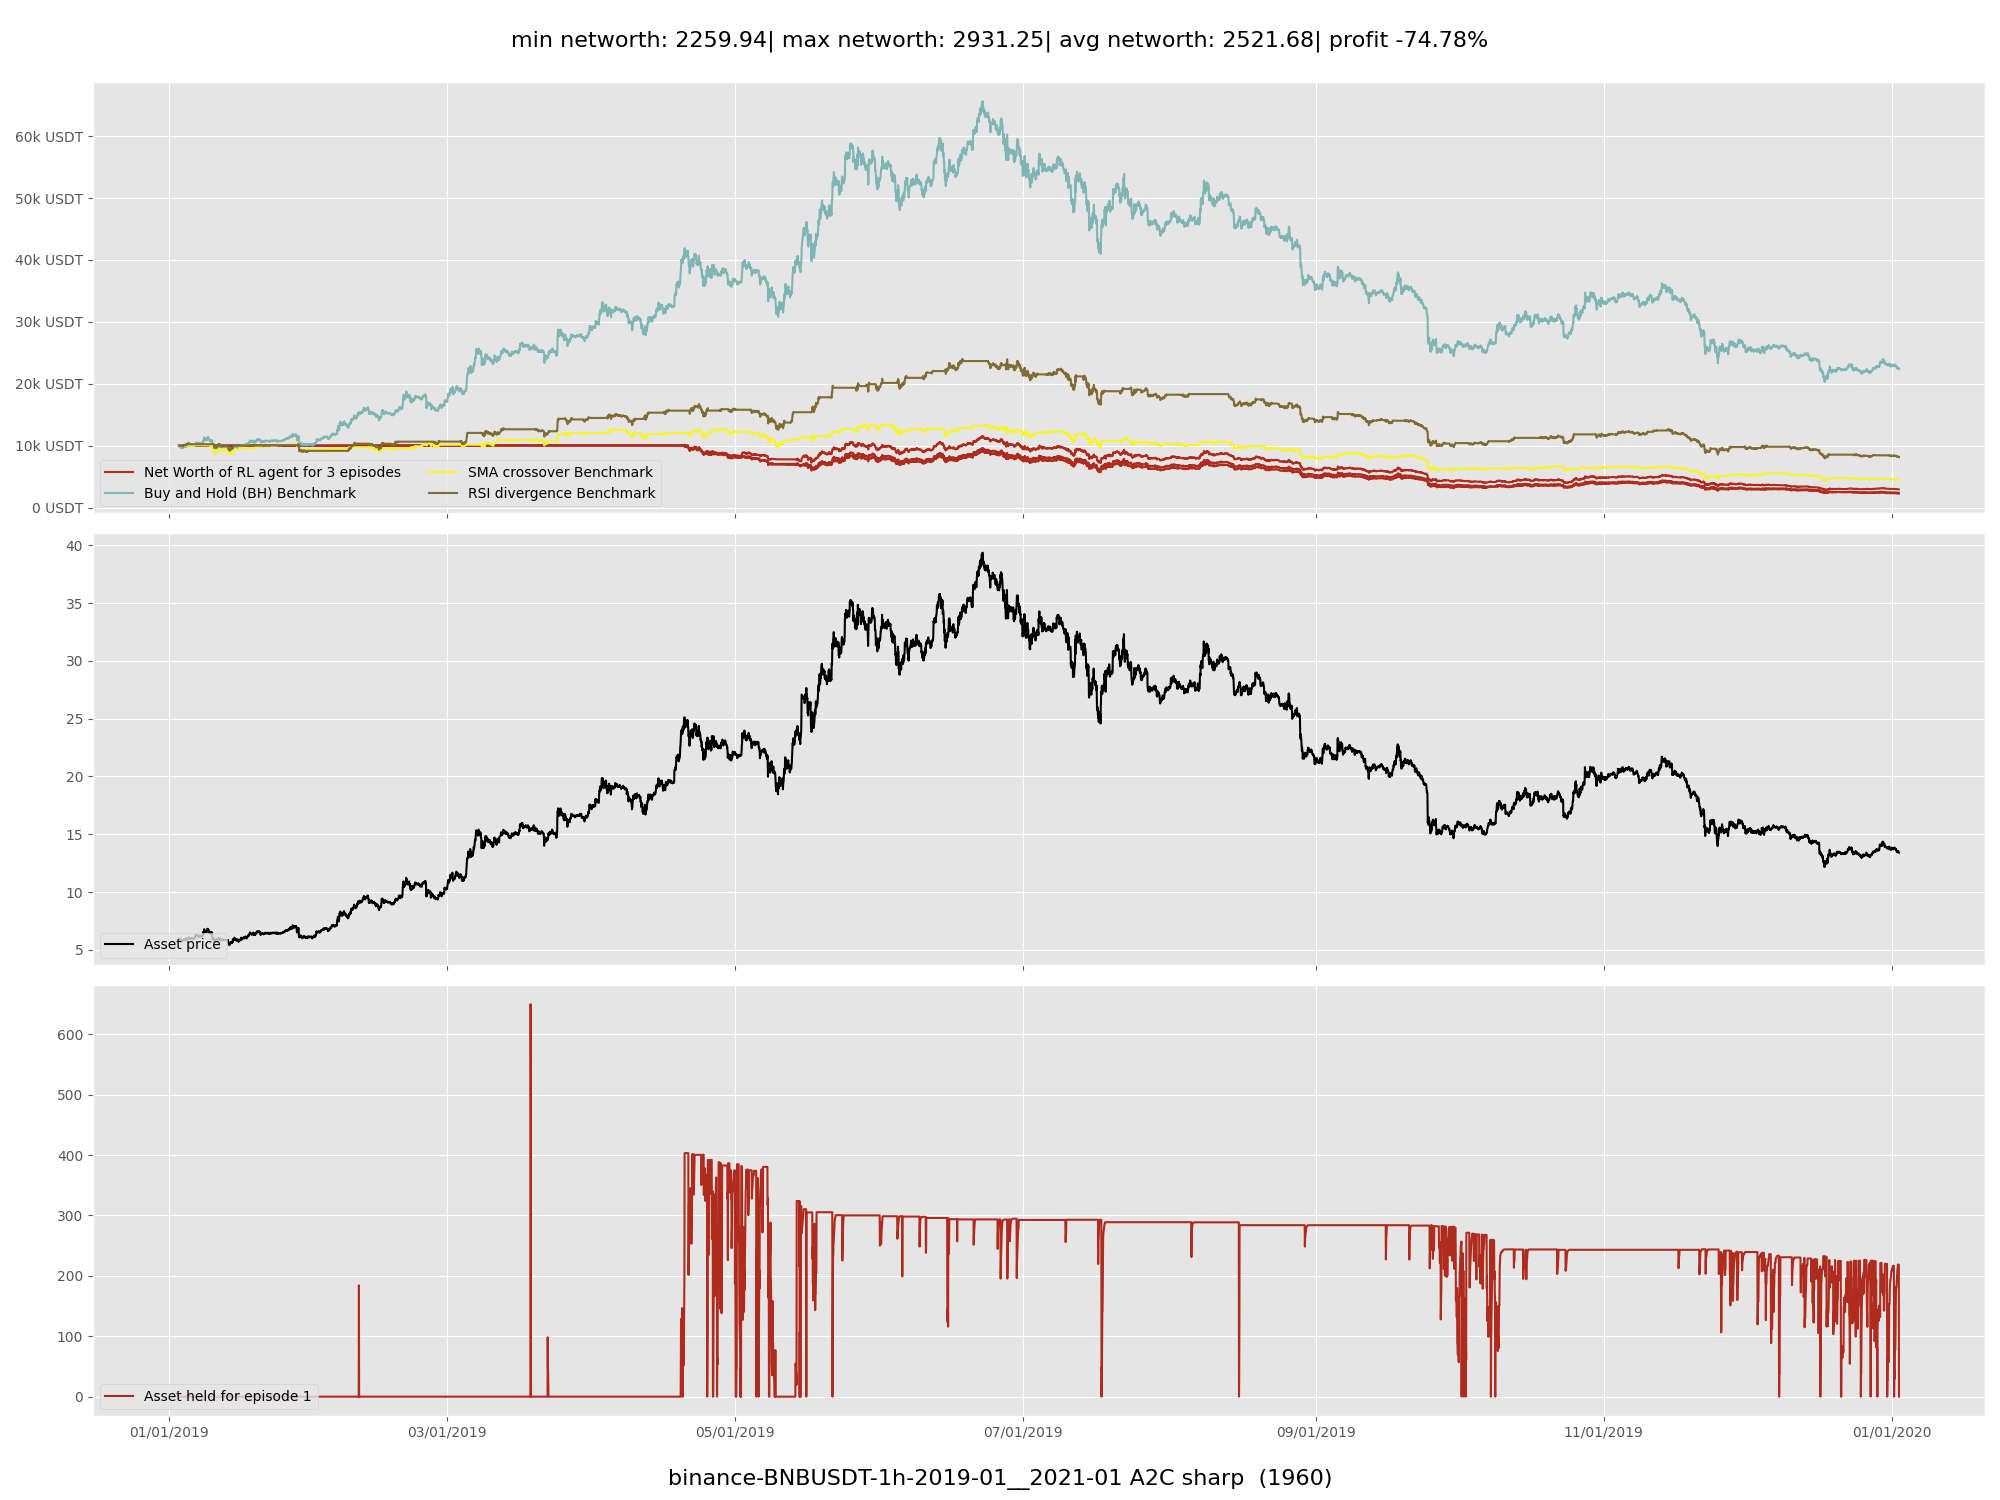 min networth: 2259.94| max networth: 2931.25| avg networth: 2521.68| profit -74.78%
60k USDT
50k USDT
40k USDT
30k USDT
20k USDT
10k USDT
0 USDT
Net Worth of RL agent for 3 episodes
Buy and Hold (BH) Benchmark
SMA crossover Benchmark
RSI divergence Benchmark
40
35
30
25
20
15
10
5
Asset price
600
500
400
300
200
100
0
Asset held for episode 1
01/01/2019 03/01/2019 05/01/2019 07/01/2019 09/01/2019 11/01/2019 01/01/2020
binance-BNBUSDT-1h-2019-01__2021-01 A2C sharp  (1960)